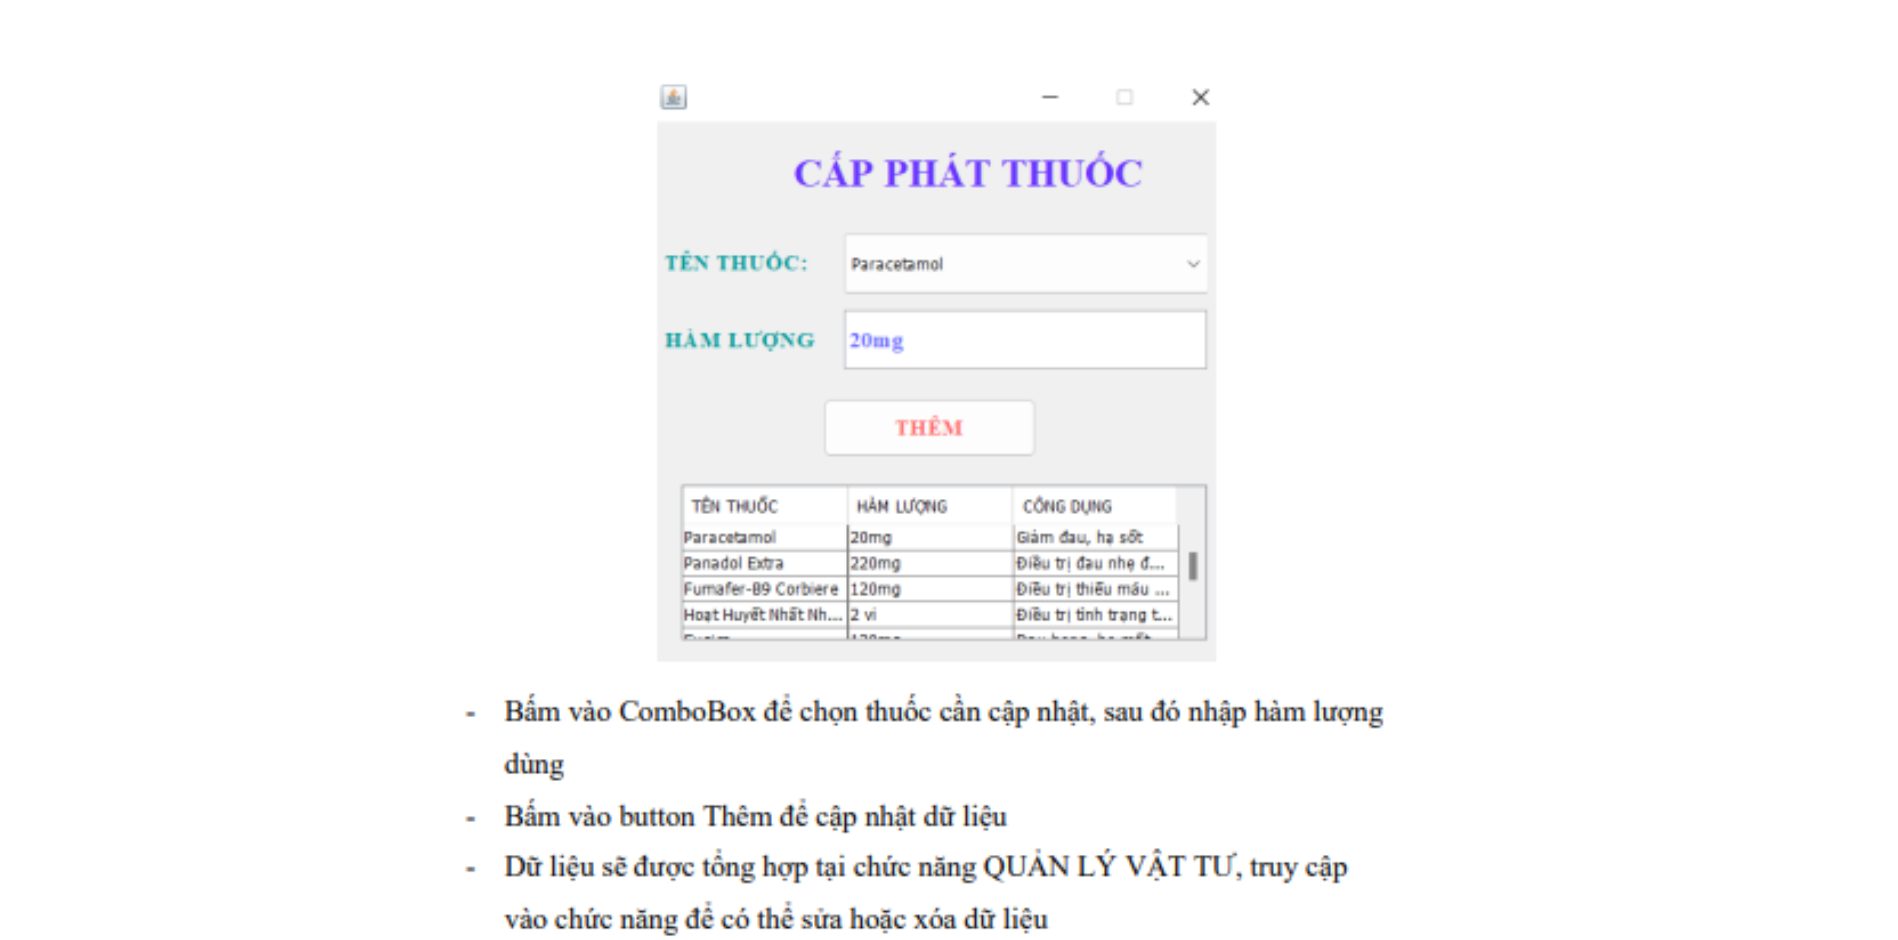 CẤP PHÁT THUỐC
TÊN THUỐC:
Paracetamol
HÀM LƯỢNG
20mg
THÊM
TÊN THUỐC HÀM LƯỢNG CÔNG DỤNG
Paracetamol 20mg Giảm đau, hạ sốt
Panadol Extra 220mg Điều trị đau nhẹ đ...
Fumafer-B9 Corbiere 120mg Điều trị thiếu máu ...
Hoạt Huyết Nhất Nh... 2 vi Điều trị tình trạng t...
- Bấm vào ComboBox để chọn thuốc cần cập nhật, sau đó nhập hàm lượng
dùng
- Bấm vào button Thêm để cập nhật dữ liệu
- Dữ liệu sẽ được tổng hợp tại chức năng QUẢN LÝ VẬT TƯ, truy cập
vào chức năng để có thể sửa hoặc xóa dữ liệu